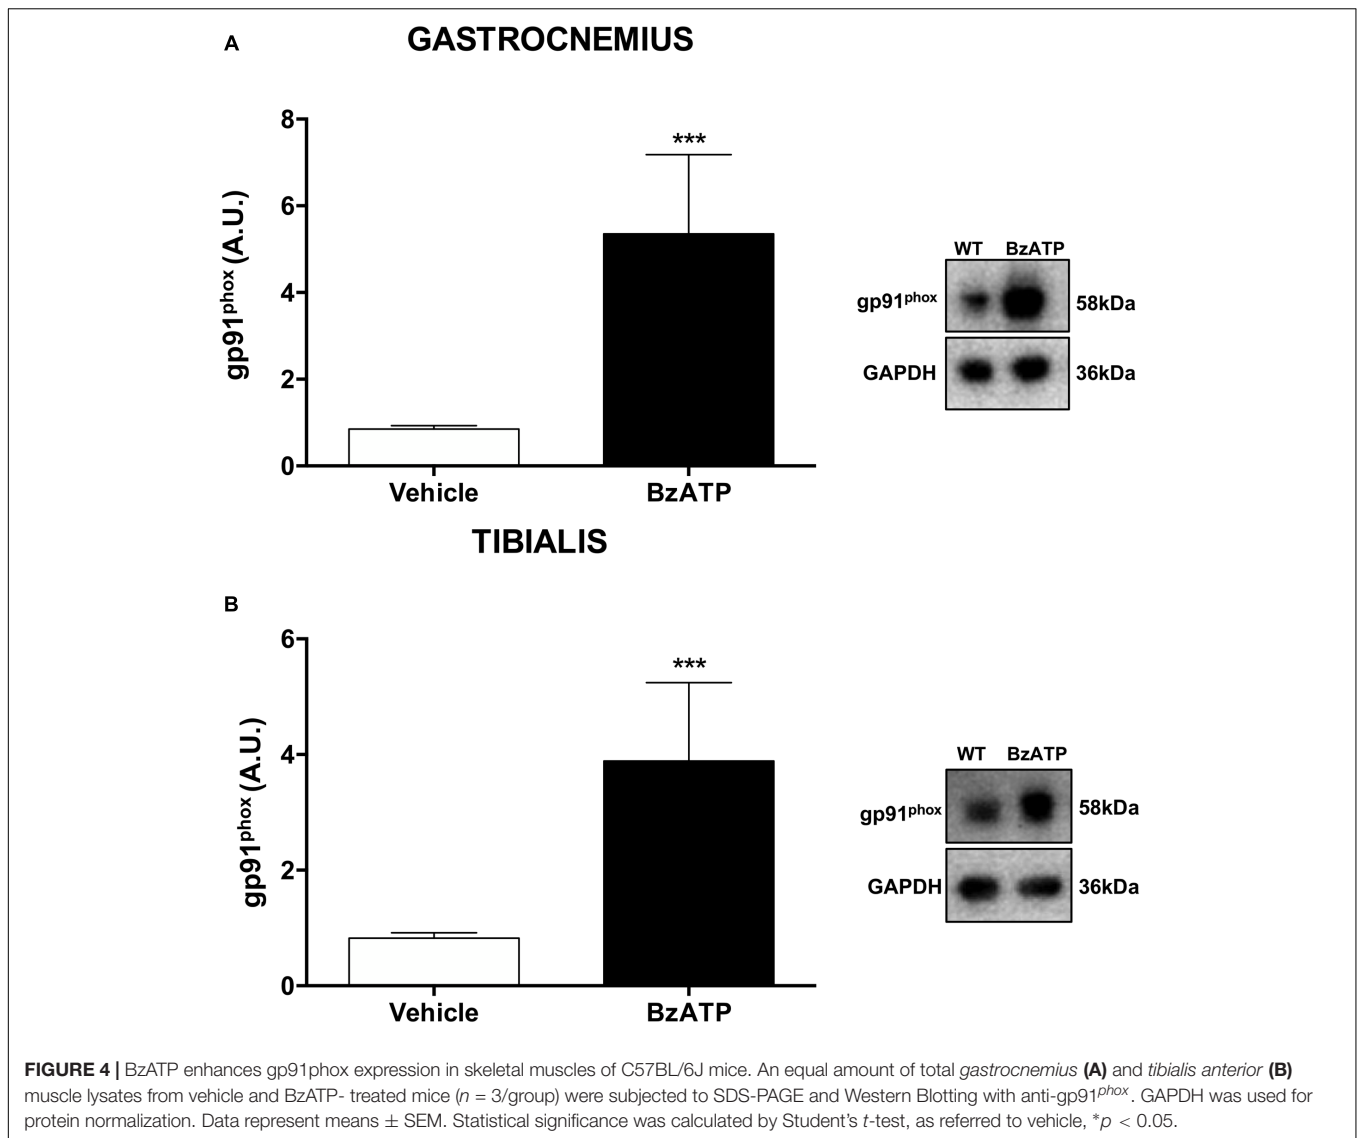 A
GASTROCNEMIUS
8
6
4
2
0
gp91phox (A.U.)
***
Vehicle
BzATP
WT BzATP
gp91phox
58kDa
GAPDH
36kDa
TIBIALIS
B
6
4
2
0
gp91phox (A.U.)
***
Vehicle
BzATP
WT BzATP
gp91phox
58kDa
GAPDH
36kDa
FIGURE 4 | BzATP enhances gp91phox expression in skeletal muscles of C57BL/6J mice. An equal amount of total gastrocnemius (A) and tibialis anterior (B)
muscle lysates from vehicle and BzATP- treated mice (n = 3/group) were subjected to SDS-PAGE and Western Blotting with anti-gp91phox. GAPDH was used for
protein normalization. Data represent means ± SEM. Statistical significance was calculated by Student’s t-test, as referred to vehicle, *p < 0.05.